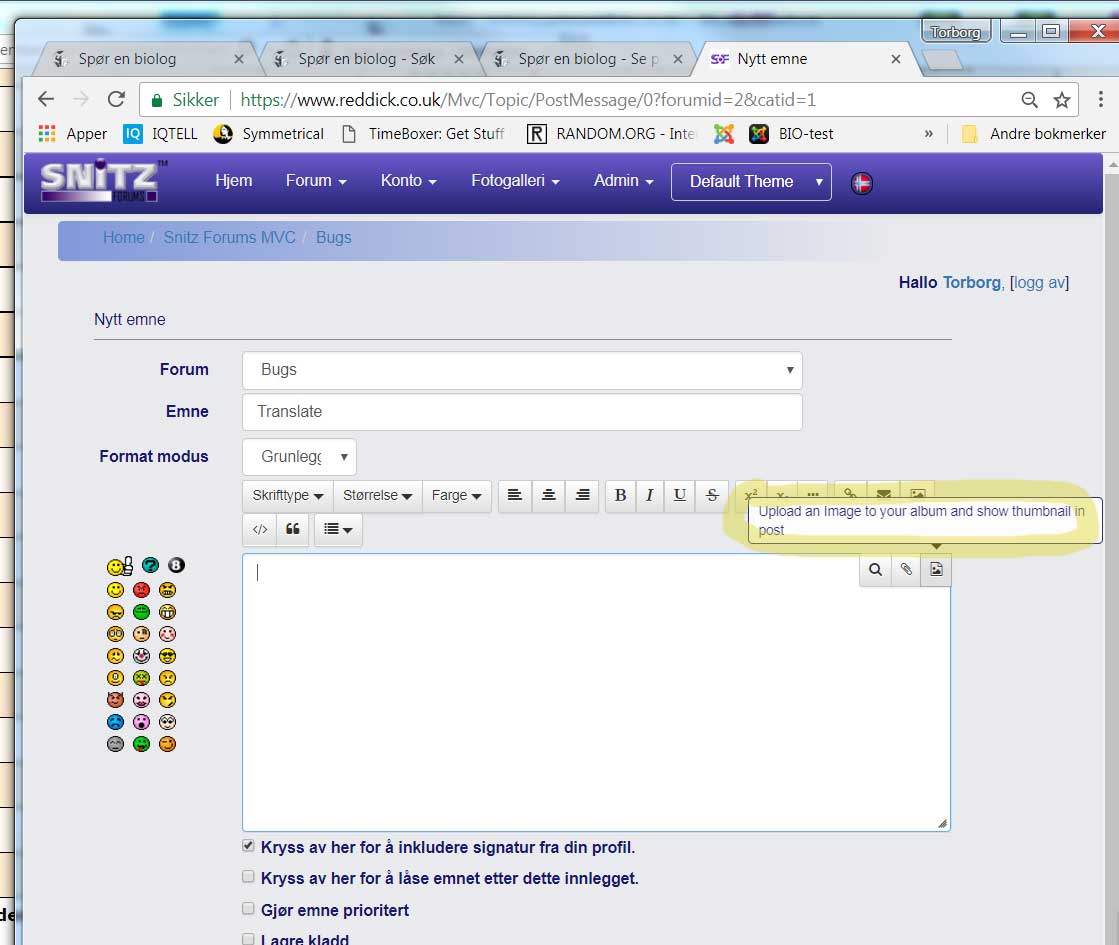 Torborg
Spør en biolog
Spør en biolog - Søk
Spør en biolog - Se p
Nytt emne
Sikker
https://www.reddick.co.uk/Mvc/Topic/PostMessage/0?forumid=2&catid=1
Apper
IQ IQTELL
Symmetrical
TimeBoxer: Get Stuff
R RANDOM.ORG - Inte
BIO-test
»
Andre bokmerker
SNiTZ™ FORUMS
Hjem
Forum
Konto
Fotogalleri
Admin
Default Theme
Home / Snitz Forums MVC / Bugs
Hallo Torborg, [logg av]
Nytt emne
Forum
Bugs
Emne
Translate
Format modus
Grunlegg
Skrifttype
Størrelse
Farge
B I U S x²
Upload an Image to your album and show thumbnail in
post
</>
Kryss av her for å inkludere signatur fra din profil.
Kryss av her for å låse emnet etter dette innlegget.
Gjør emne prioritert
Lagre kladd